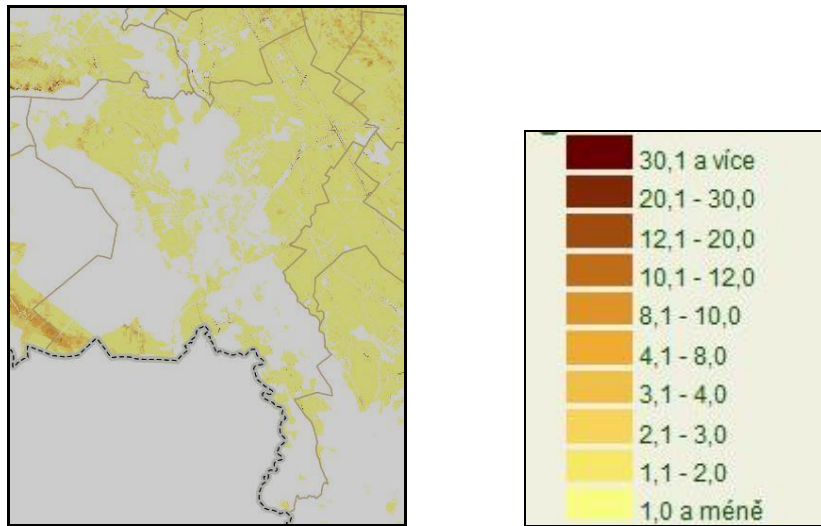 30,1 a více
20,1 - 30,0
12,1 - 20,0
10,1 - 12,0
8,1 - 10,0
4,1 - 8,0
3,1 - 4,0
2,1 - 3,0
1,1 - 2,0
1,0 a méně